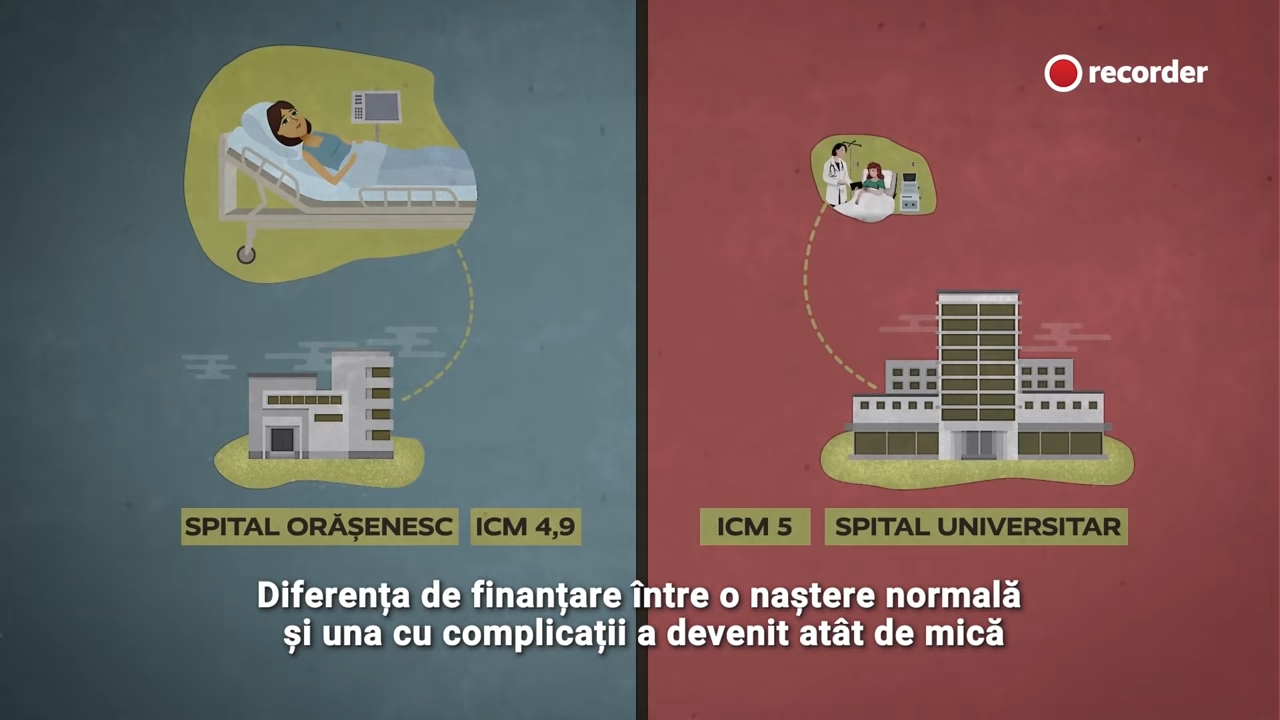 recorder
SPITAL ORĂȘENESC ICM 4,9
ICM 5 SPITAL UNIVERSITAR
Diferența de finanțare între o naștere normală
și una cu complicații a devenit atât de mică